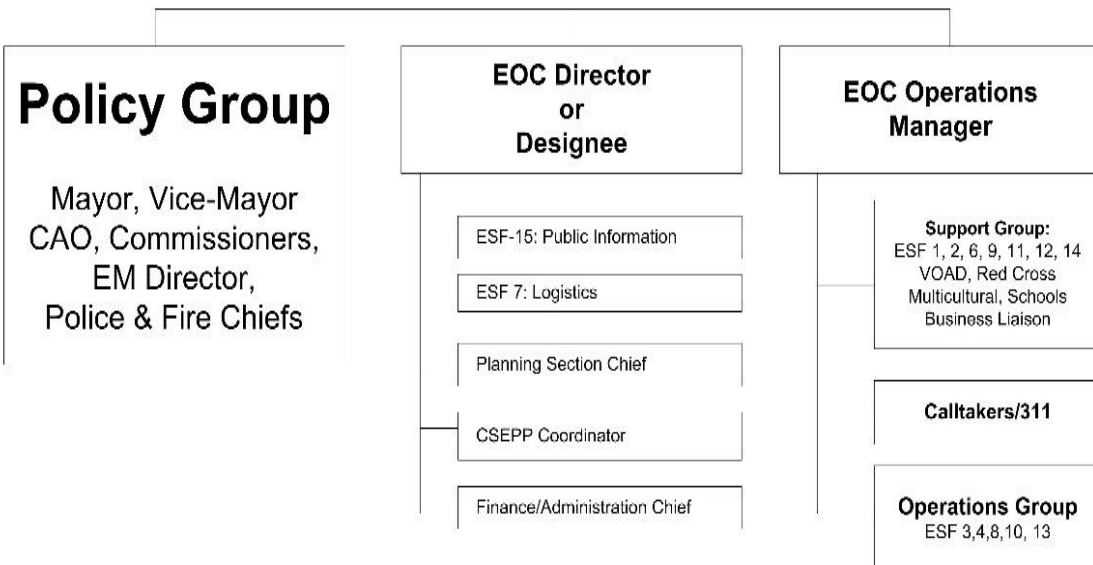 Policy Group
Mayor, Vice-Mayor
CAO, Commissioners,
EM Director,
Police & Fire Chiefs
EOC Director
or
Designee
ESF-15: Public Information
ESF 7: Logistics
Planning Section Chief
CSEPP Coordinator
Finance/Administration Chief
EOC Operations
Manager
Support Group:
ESF 1, 2, 6, 9, 11, 12, 14
VOAD, Red Cross
Multicultural, Schools
Business Liaison
Calltakers/311
Operations Group
ESF 3,4,8,10, 13